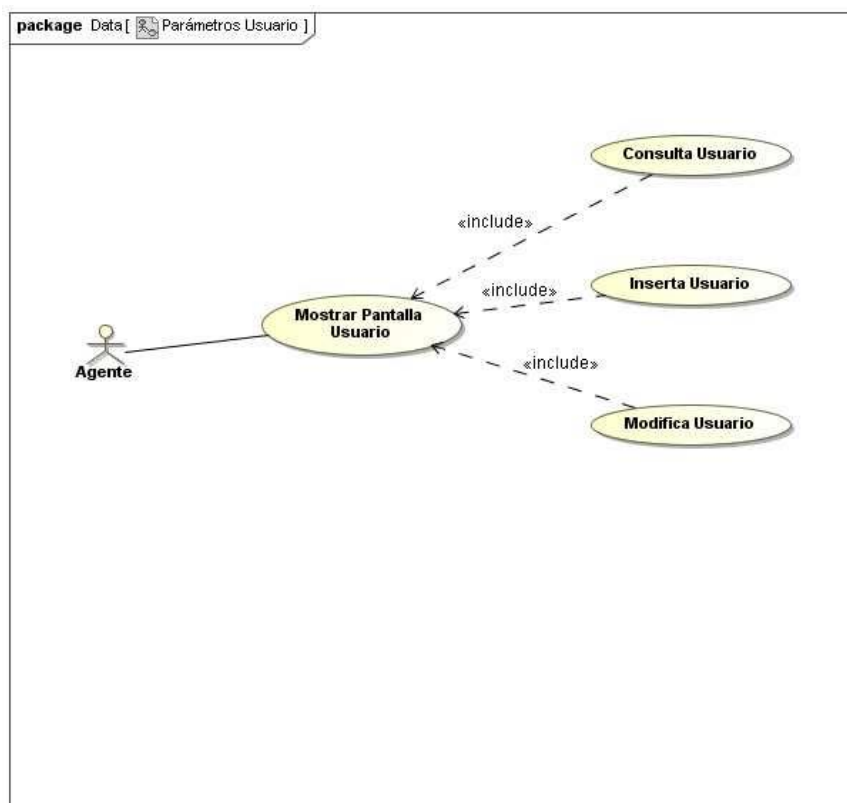 package Data [ Parámetros Usuario ]
Consulta Usuario
«include»
«include»
Inserta Usuario
Mostrar Pantalla
Usuario
«include»
Agente
Modifica Usuario